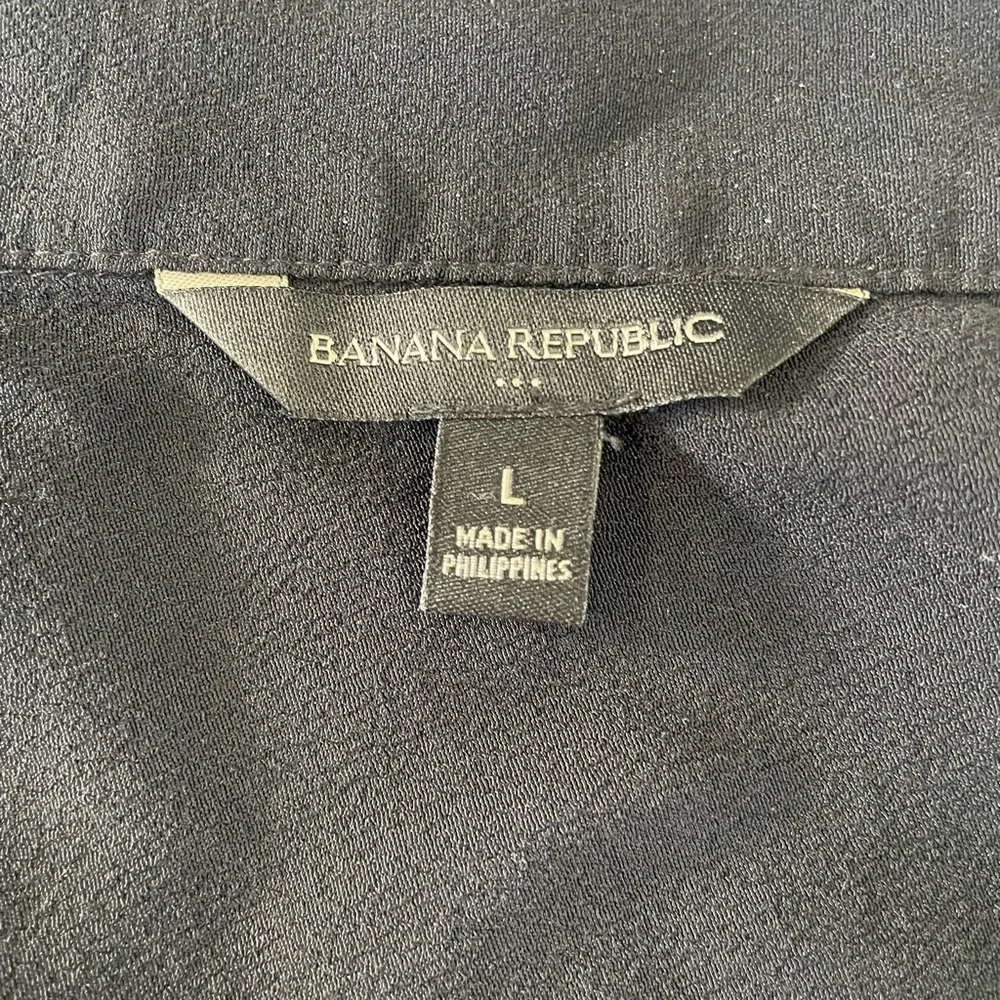 BANANA REPUBLIC
...
L
MADE IN
PHILIPPINES